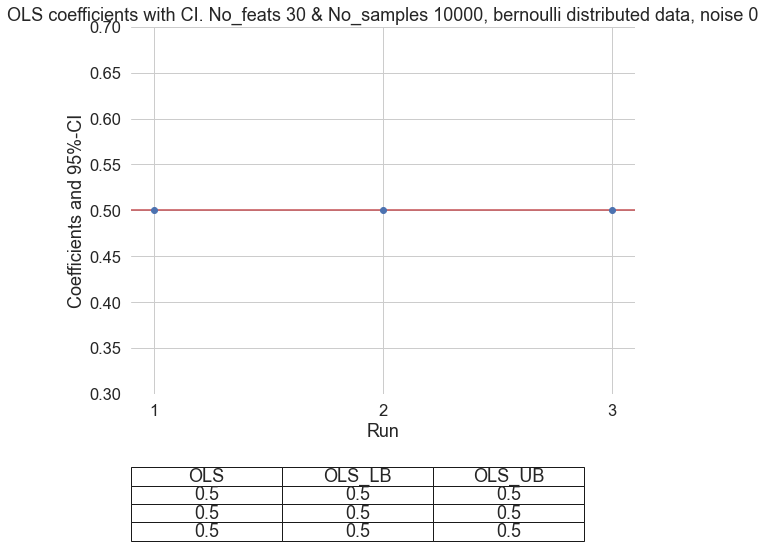 OLS coefficients with CI. No_feats 30 & No_samples 10000, bernoulli distributed data, noise 0
0.70
0.65
0.60
0.55
0.50
0.45
0.40
0.35
0.30
Coefficients and 95%-CI
1 2 3
Run
OLS OLS_LB OLS_UB
0.5 0.5 0.5
0.5 0.5 0.5
0.5 0.5 0.5